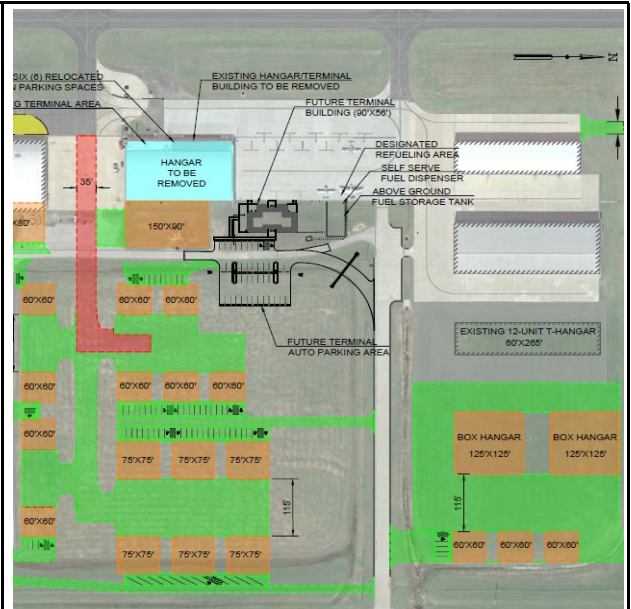 SIX (6) RELOCATED
PARKING SPACES
TERMINAL AREA
EXISTING HANGAR/TERMINAL
BUILDING TO BE REMOVED
N
FUTURE TERMINAL
BUILDING (90'X56')
HANGAR
TO BE
REMOVED
DESIGNATED
REFUELING AREA
SELF SERVE
FUEL DISPENSER
ABOVE GROUND
FUEL STORAGE TANK
35'
X80'
150'X90'
60'X60'
60'X60'
60'X60'
EXISTING 12-UNIT T-HANGAR
60'X265'
FUTURE TERMINAL
AUTO PARKING AREA
60'X60'
60'X60'
60'X60'
60'X60'
60'X60'
BOX HANGAR
125'X125'
BOX HANGAR
125'X125'
75'X75'
75'X75'
75'X75'
115'
115'
60'X60'
60'X60'
60'X60'
60'X60'
75'X75'
75'X75'
75'X75'